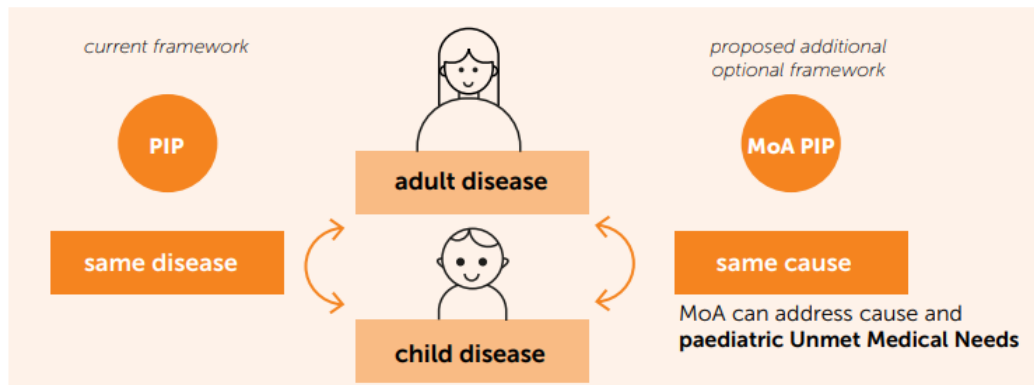 current framework
PIP
same disease
adult disease
child disease
proposed additional
optional framework
MoA PIP
same cause
MoA can address cause and
paediatric Unmet Medical Needs